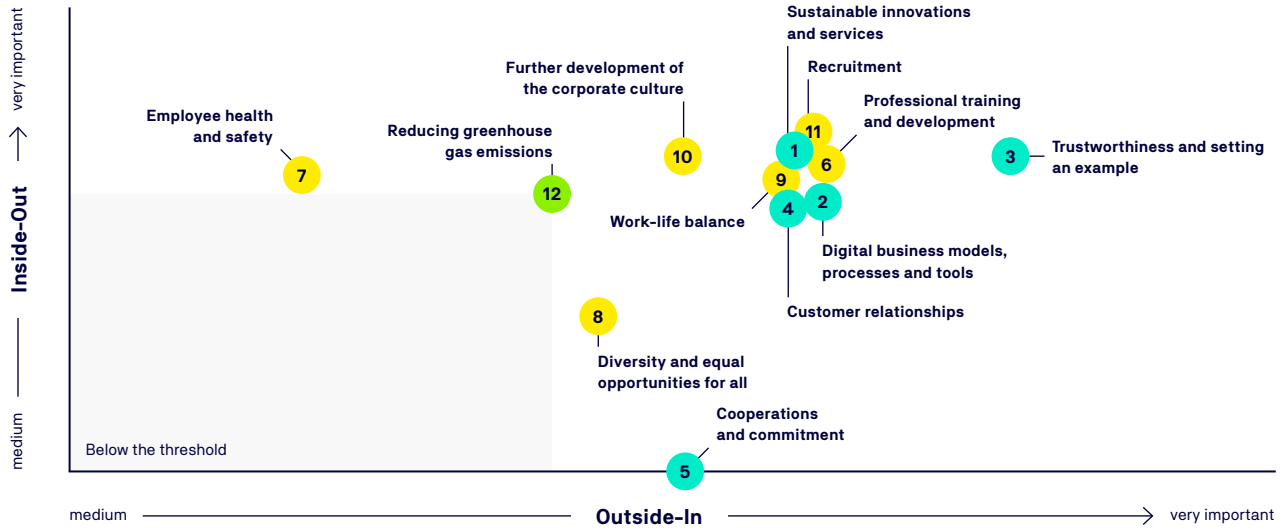 Sustainable innovations
and services
Recruitment
Further development of
the corporate culture
Professional training
and development
Employee health
and safety
Reducing greenhouse
gas emissions
Trustworthiness and setting
an example
11
1
10
6
3
7
9
12
4
2
Work-life balance
Digital business models,
processes and tools
Customer relationships
8
Diversity and equal
opportunities for all
Cooperations
and commitment
5
Below the threshold
very important
Inside-Out
medium
medium
Outside-In
very important